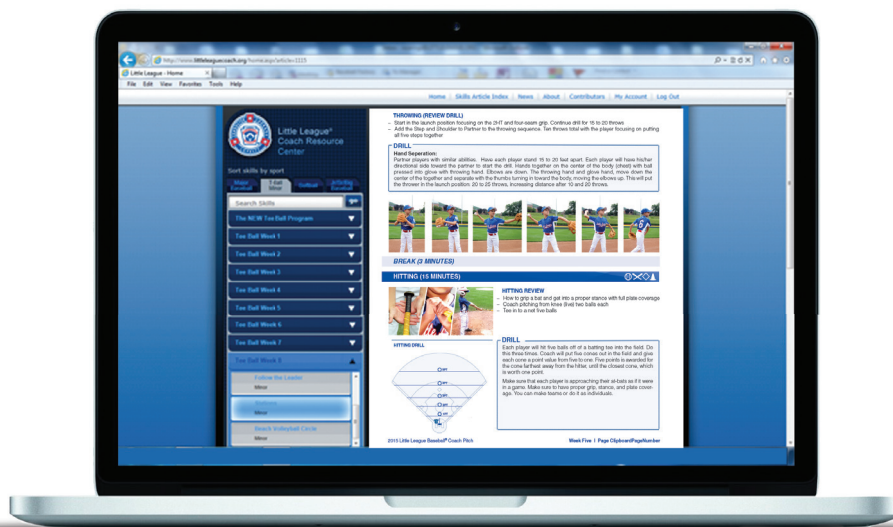 http://www.littleleaguecoach.org/home.aspx?article=3315
Little League - Home
File Edit View Favorites Tools Help
Home | Skills Article Index | News | About | Contributors | My Account | Log Out
Little League®
Coach Resource
Center
Sort skills by sport
Major
Baseball
T-Ball
Minor
Softball
Baseball
Search Skills
The NEW Tee Ball Program
Tee Ball Week 1
Tee Ball Week 2
Tee Ball Week 3
Tee Ball Week 4
Tee Ball Week 5
Tee Ball Week 6
Tee Ball Week 7
Tee Ball Week 8
Follow the Leader
Minor
Minor
Beach Volleyball Circle
Minor
THROWING (REVIEW DRILL)
– Start in the launch position focusing on the 2HT and four-seam grip. Continue drill for 15 to 20 throws
– Add the Step and Shoulder to Partner to the throwing sequence. Ten throws total with the player focusing on putting
all five steps together
DRILL
Hand Seperation:
Partner players with similar abilities. Have each player stand 15 to 20 feet apart. Each player will have his/her
directional side toward the partner to start the drill. Hands together on the center of the body (chest) with ball
pressed into glove with throwing hand. Elbows are down. The throwing hand and glove hand, move down the
center of the together and separate with the thumbs turning in toward the body, moving the elbows up. This will put
the thrower in the launch position. 20 to 25 throws, increasing distance after 10 and 20 throws.
BREAK (3 MINUTES)
HITTING (15 MINUTES)
HITTING REVIEW
– How to grip a bat and get into a proper stance with full plate coverage
– Coach pitching from knee (live) two balls each
– Tee in to a net five balls
HITTING DRILL
DRILL
Each player will hit five balls off of a batting tee into the field. Do
this three times. Coach will put five cones out in the field and give
each cone a point value from five to one. Five points is awarded for
the cone farthest away from the hitter, until the closest cone, which
is worth one point.
Make sure that each player is approaching their at-bats as if it were
in a game. Make sure to have proper grip, stance, and plate cover-
age. You can make teams or do it as individuals.
2015 Little League Baseball® Coach Pitch
Week Five | Page ClipboardPageNumber